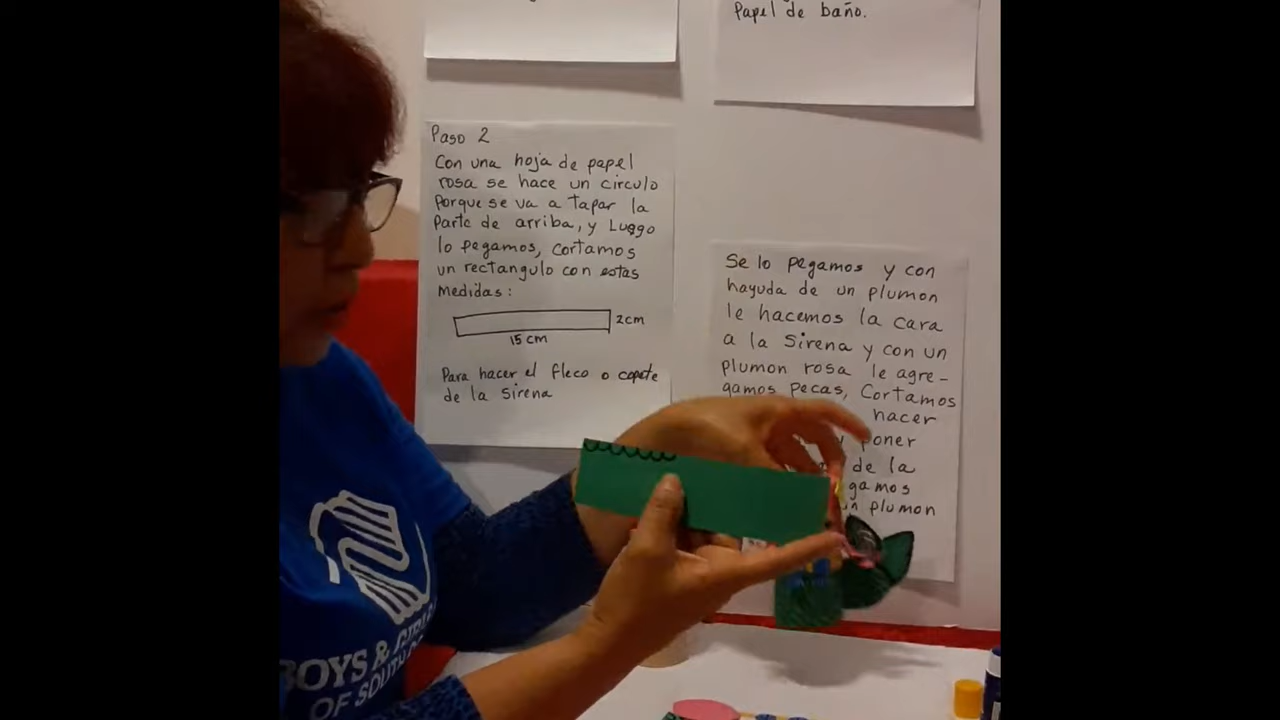 Papel de baño.
Paso 2
Con una hoja de papel
rosa se hace un circulo
Porque se va a tapar la
Parte de arriba, y Luego
lo pegamos, cortamos
un rectangulo con estas
Medidas:
2cm
15 cm
Para hacer el fleco o copete
de la Sirena
Se lo pegamos y con
hayuda de un plumon
le hacemos la cara
a la Sirena y con un
plumon rosa le agre-
gamos pecas, Cortamos
hacer
y poner
de la
gamos
un plumon
BOYS & GIRL
OF SOUTH